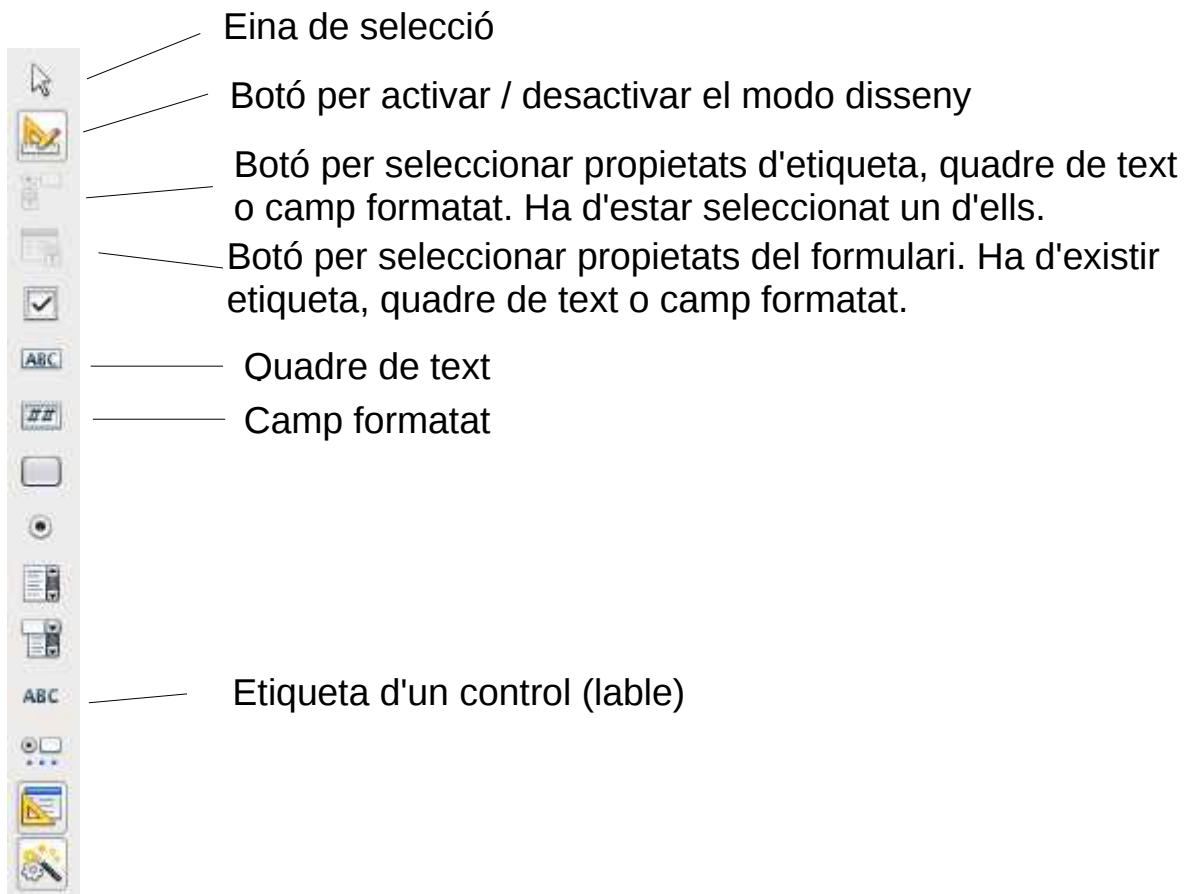 Eina de selecció
Botó per activar / desactivar el modo disseny
Botó per seleccionar propietats d'etiqueta, quadre de text
o camp formatat. Ha d'estar seleccionat un d'ells.
Botó per seleccionar propietats del formulari. Ha d'existir
etiqueta, quadre de text o camp formatat.
ABC
Quadre de text
##
Camp formatat
ABC
Etiqueta d'un control (lable)